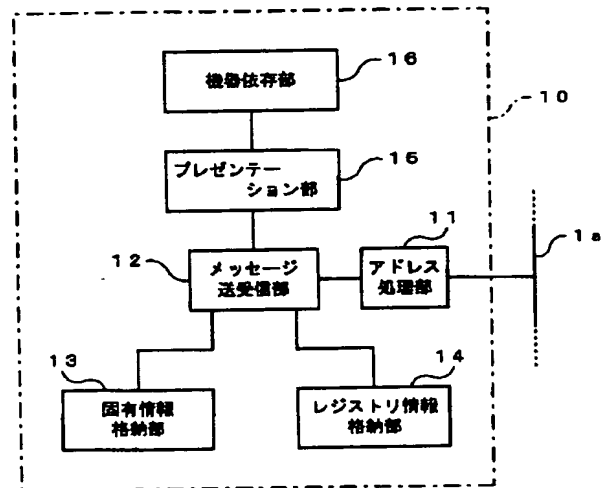 機器依存部
16
10
プレゼンテー
ション部
15
11
1a
12
メッセージ
送受信部
アドレス
処理部
13
14
固有情報
格納部
レジストリ情報
格納部